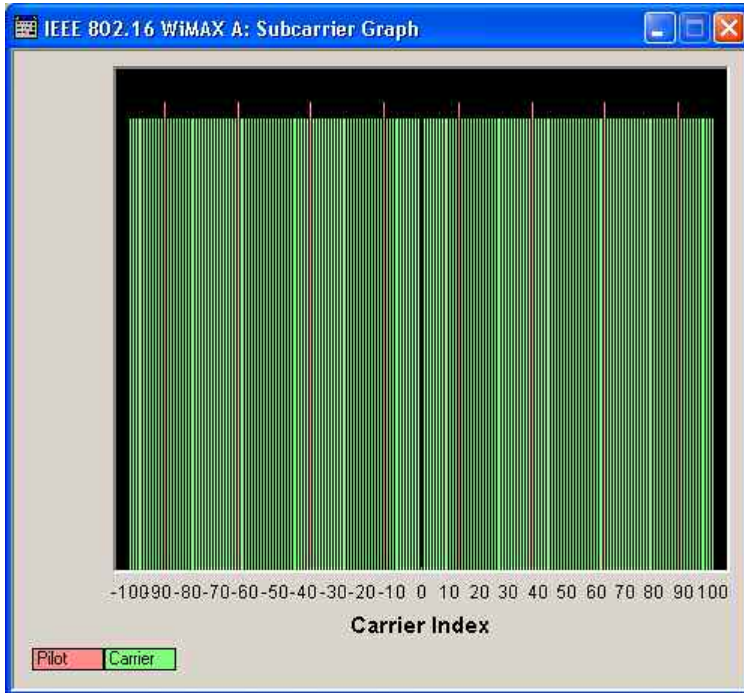 IEEE 802.16 WiMAX A: Subcarrier Graph
-100-90-80-70-60-50-40-30-20-10 0 10 20 30 40 50 60 70 80 90 100
Carrier Index
Pilot Carrier